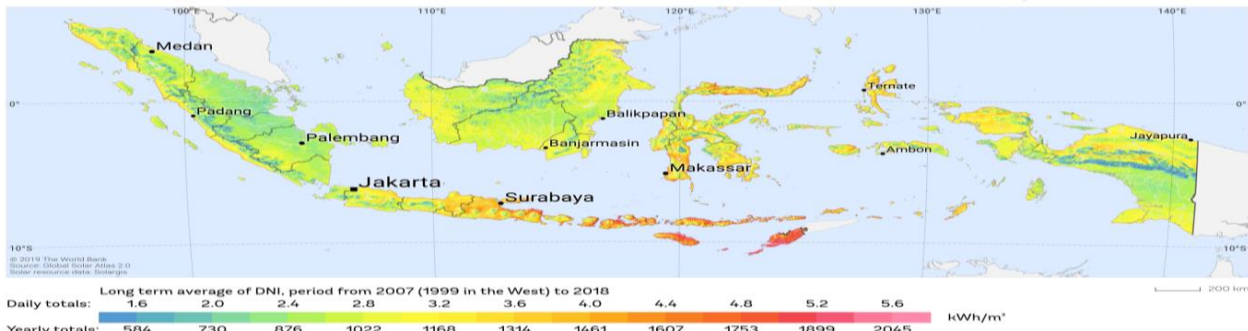 100°E 110°E 120°E 130°E 140°E
Medan
Ternate
0° Padang Balikpapan 0°
Palembang Banjarmasin Ambon Jayapura
Makassar
Jakarta
Surabaya
10°S 10°S
© 2019 The World Bank
Source: Global Solar Atlas 2.0
Solar resource data: Solargis
Long term average of DNI, period from 2007 (1999 in the West) to 2018
200 km
Daily totals: 1.6 2.0 2.4 2.8 3.2 3.6 4.0 4.4 4.8 5.2 5.6
kWh/m²
Yearly totals: 584 730 876 1022 1168 1314 1461 1607 1753 1899 2045